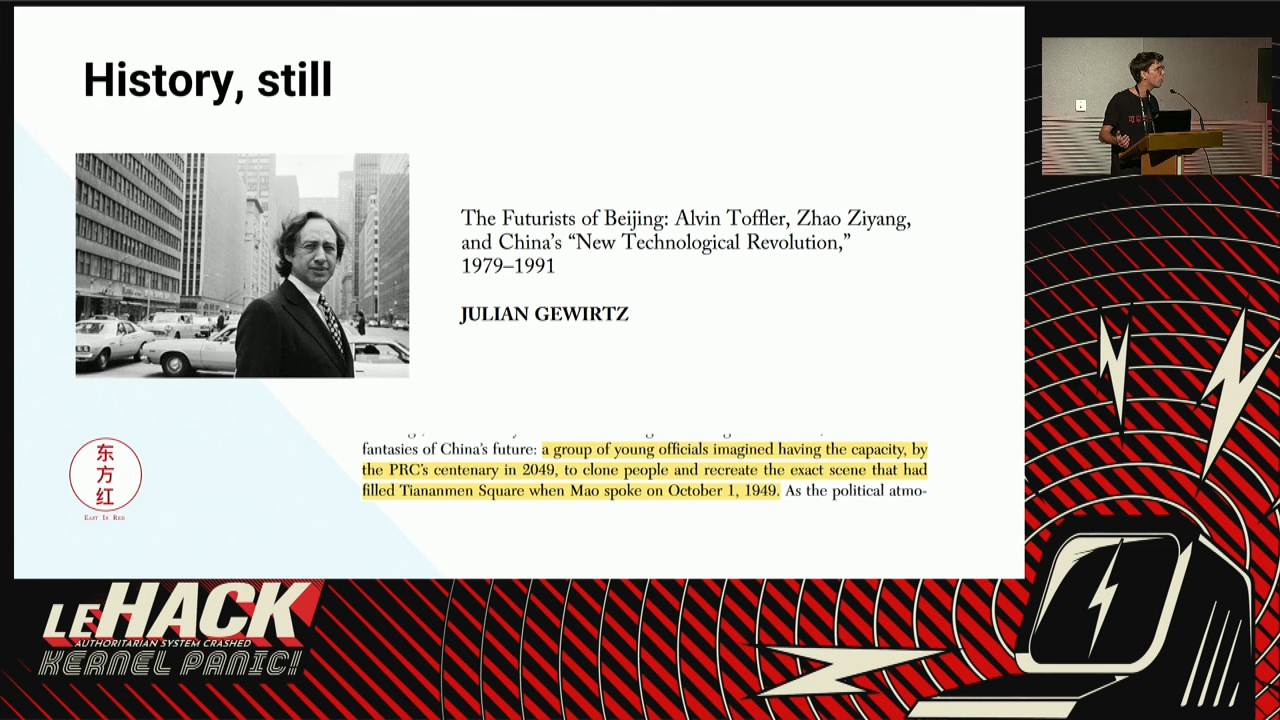 History, still
The Futurists of Beijing: Alvin Toffler, Zhao Ziyang,
and China's “New Technological Revolution,”
1979–1991
JULIAN GEWIRTZ
fantasies of China's future: a group of young officials imagined having the capacity, by
the PRC's centenary in 2049, to clone people and recreate the exact scene that had
filled Tiananmen Square when Mao spoke on October 1, 1949. As the political atmo-
东
方
红
EAST IS RED
LEHACK
AUTHORITARIAN SYSTEM CRASHED
KERNEL PANIC!